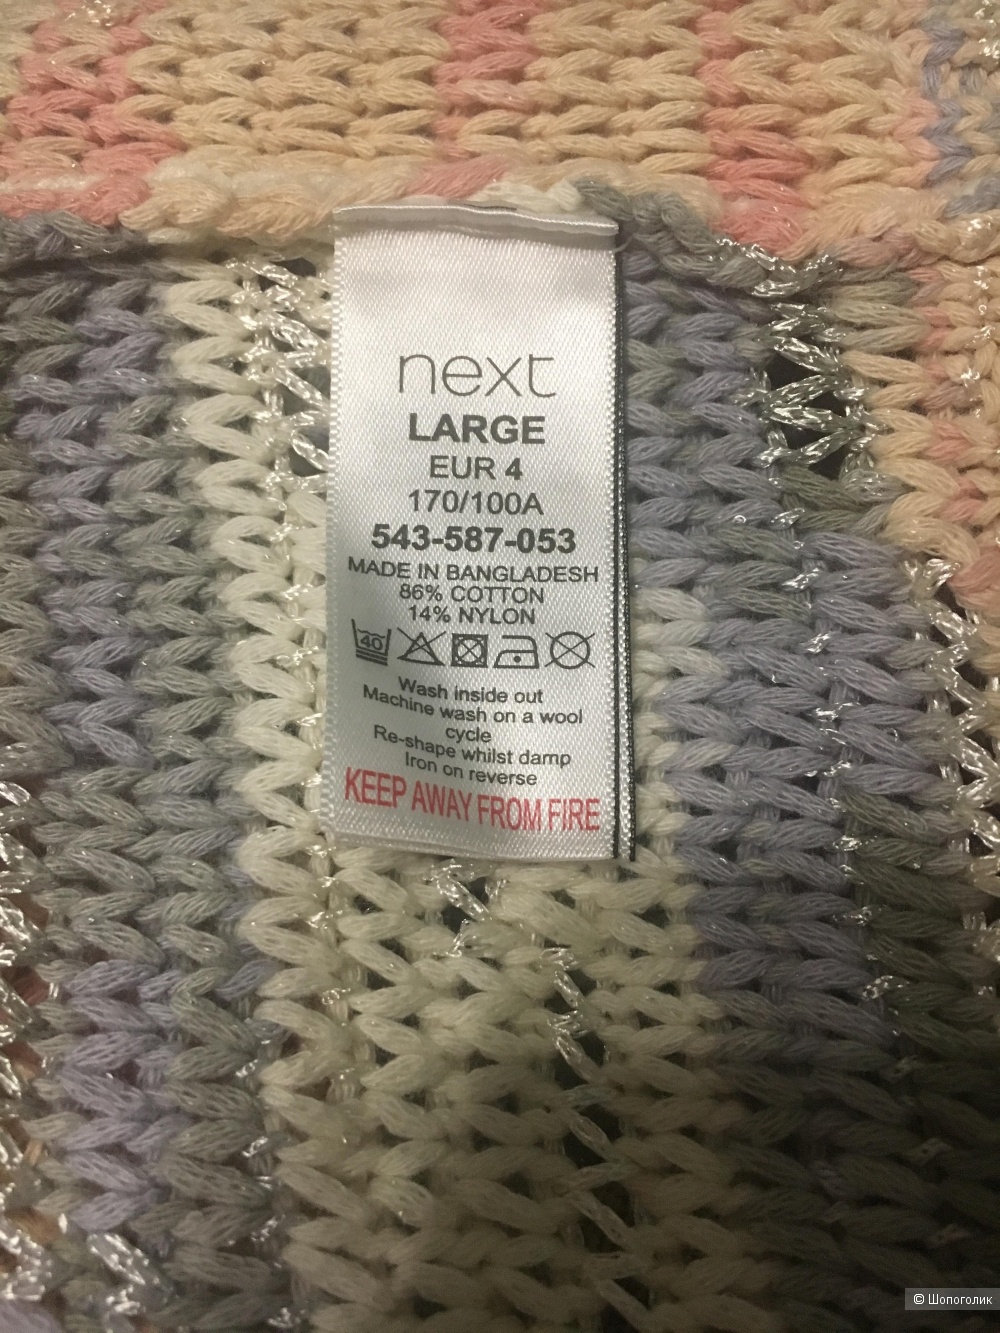 next
LARGE
EUR 4
170/100A
543-587-053
MADE IN BANGLADESH
86% COTTON
14% NYLON
40
Wash inside out
Machine wash on a wool
cycle
Re-shape whilst damp
Iron on reverse
KEEP AWAY FROM FIRE
© Шопоголик